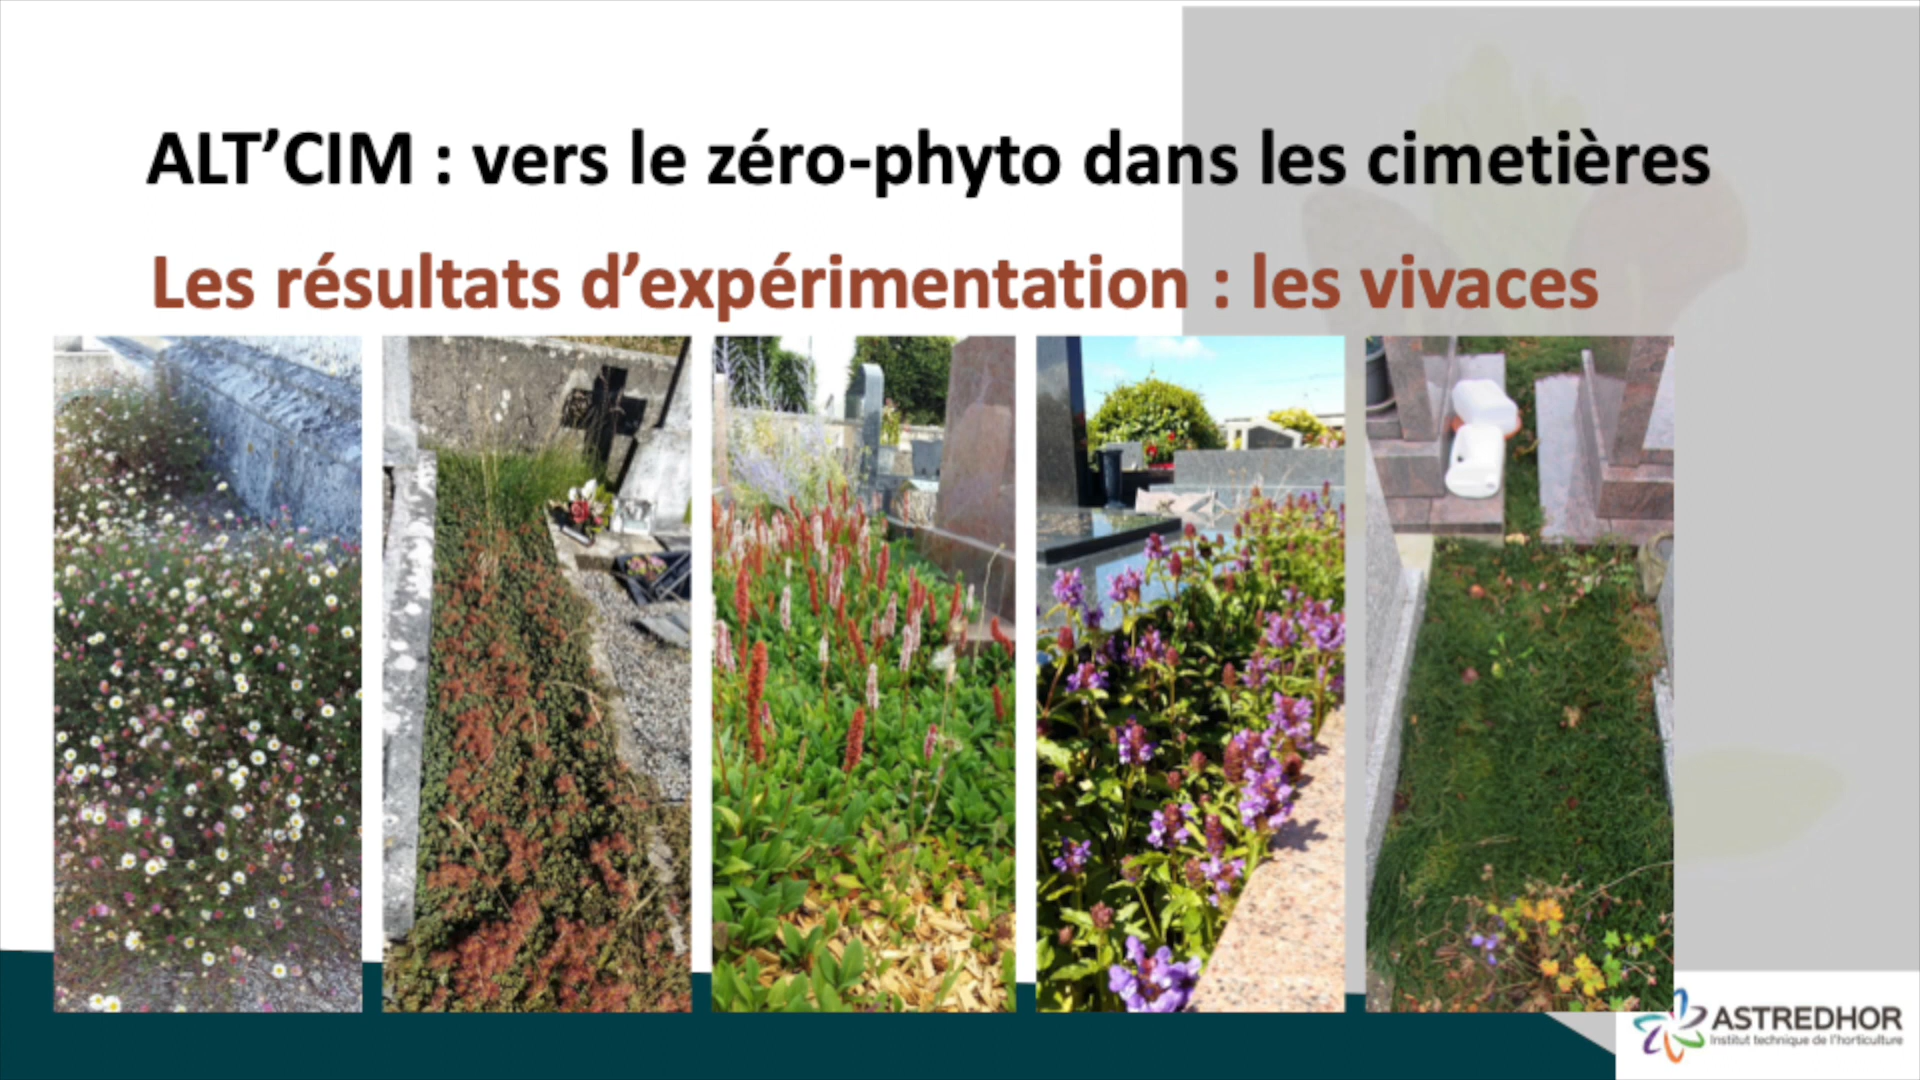 ALT’CIM : vers le zéro-phyto dans les cimetières
Les résultats d’expérimentation : les vivaces
ASTREDHOR
Institut technique de l'horticulture